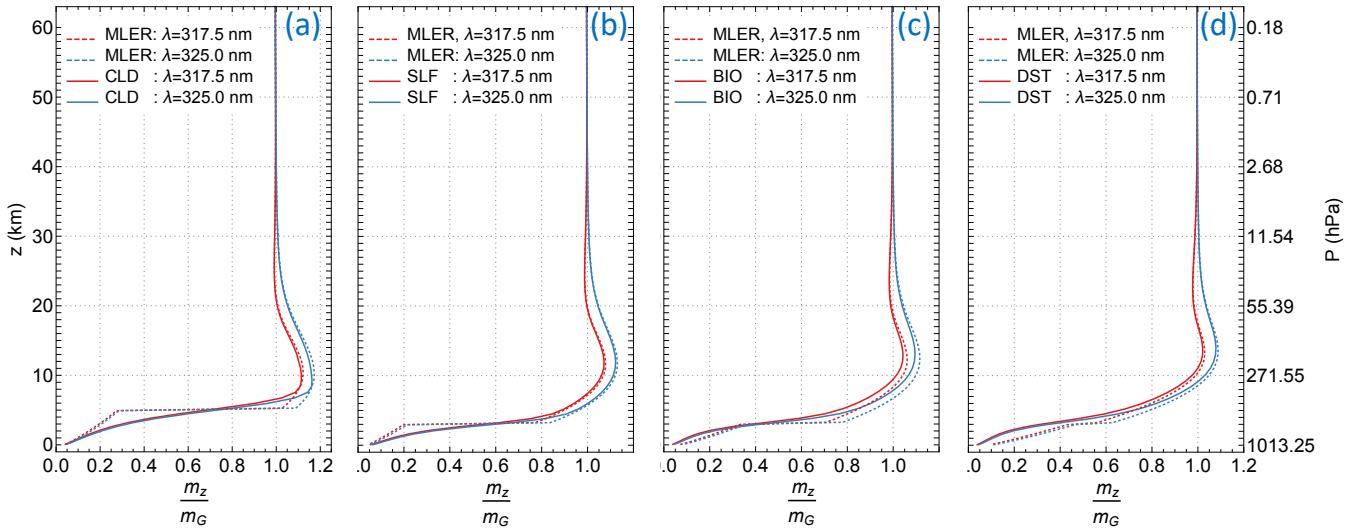 (a)
MLER: λ=317.5 nm
MLER: λ=325.0 nm
CLD : λ=317.5 nm
CLD : λ=325.0 nm
(b)
MLER: λ=317.5 nm
MLER: λ=325.0 nm
SLF : λ=317.5 nm
SLF : λ=325.0 nm
(c)
MLER, λ=317.5 nm
MLER: λ=325.0 nm
BIO : λ=317.5 nm
BIO : λ=325.0 nm
(d)
MLER, λ=317.5 nm
MLER: λ=325.0 nm
DST : λ=317.5 nm
DST : λ=325.0 nm
z (km)
60
50
40
30
20
10
0
0.18
0.71
2.68
11.54
55.39
271.55
1013.25
P (hPa)
0.0 0.2 0.4 0.6 0.8 1.0 1.2
.0 0.2 0.4 0.6 0.8 1.0
.0 0.2 0.4 0.6 0.8 1.0
.0 0.2 0.4 0.6 0.8 1.0 1.2
m_z
m_G
m_z
m_G
m_z
m_G
m_z
m_G